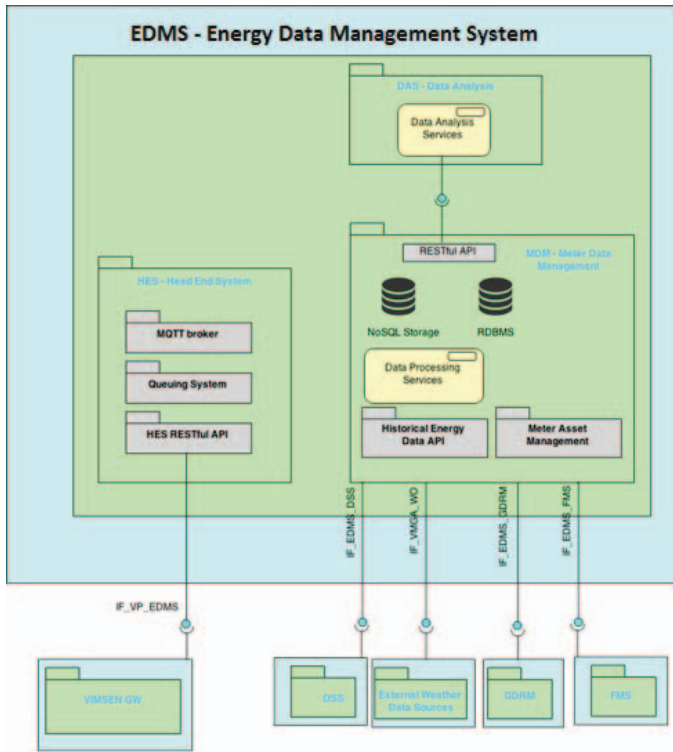 EDMS - Energy Data Management System
DAS - Data Analysis
Data Analysis
Services
RESTful API
MDM - Meter Data
Management
HES - Head End System
NoSQL Storage
RDBMS
MQTT broker
Data Processing
Services
Queuing System
HES RESTful API
Historical Energy
Data API
Meter Asset
Management
IF_EDMS_DSS
IF_VMGA_WO
IF_EDMS_GDRM
IF_EDMS_FMS
IF_VP_EDMS
VIMSEN GW
DSS
External Weather
Data Sources
GDRM
FMS